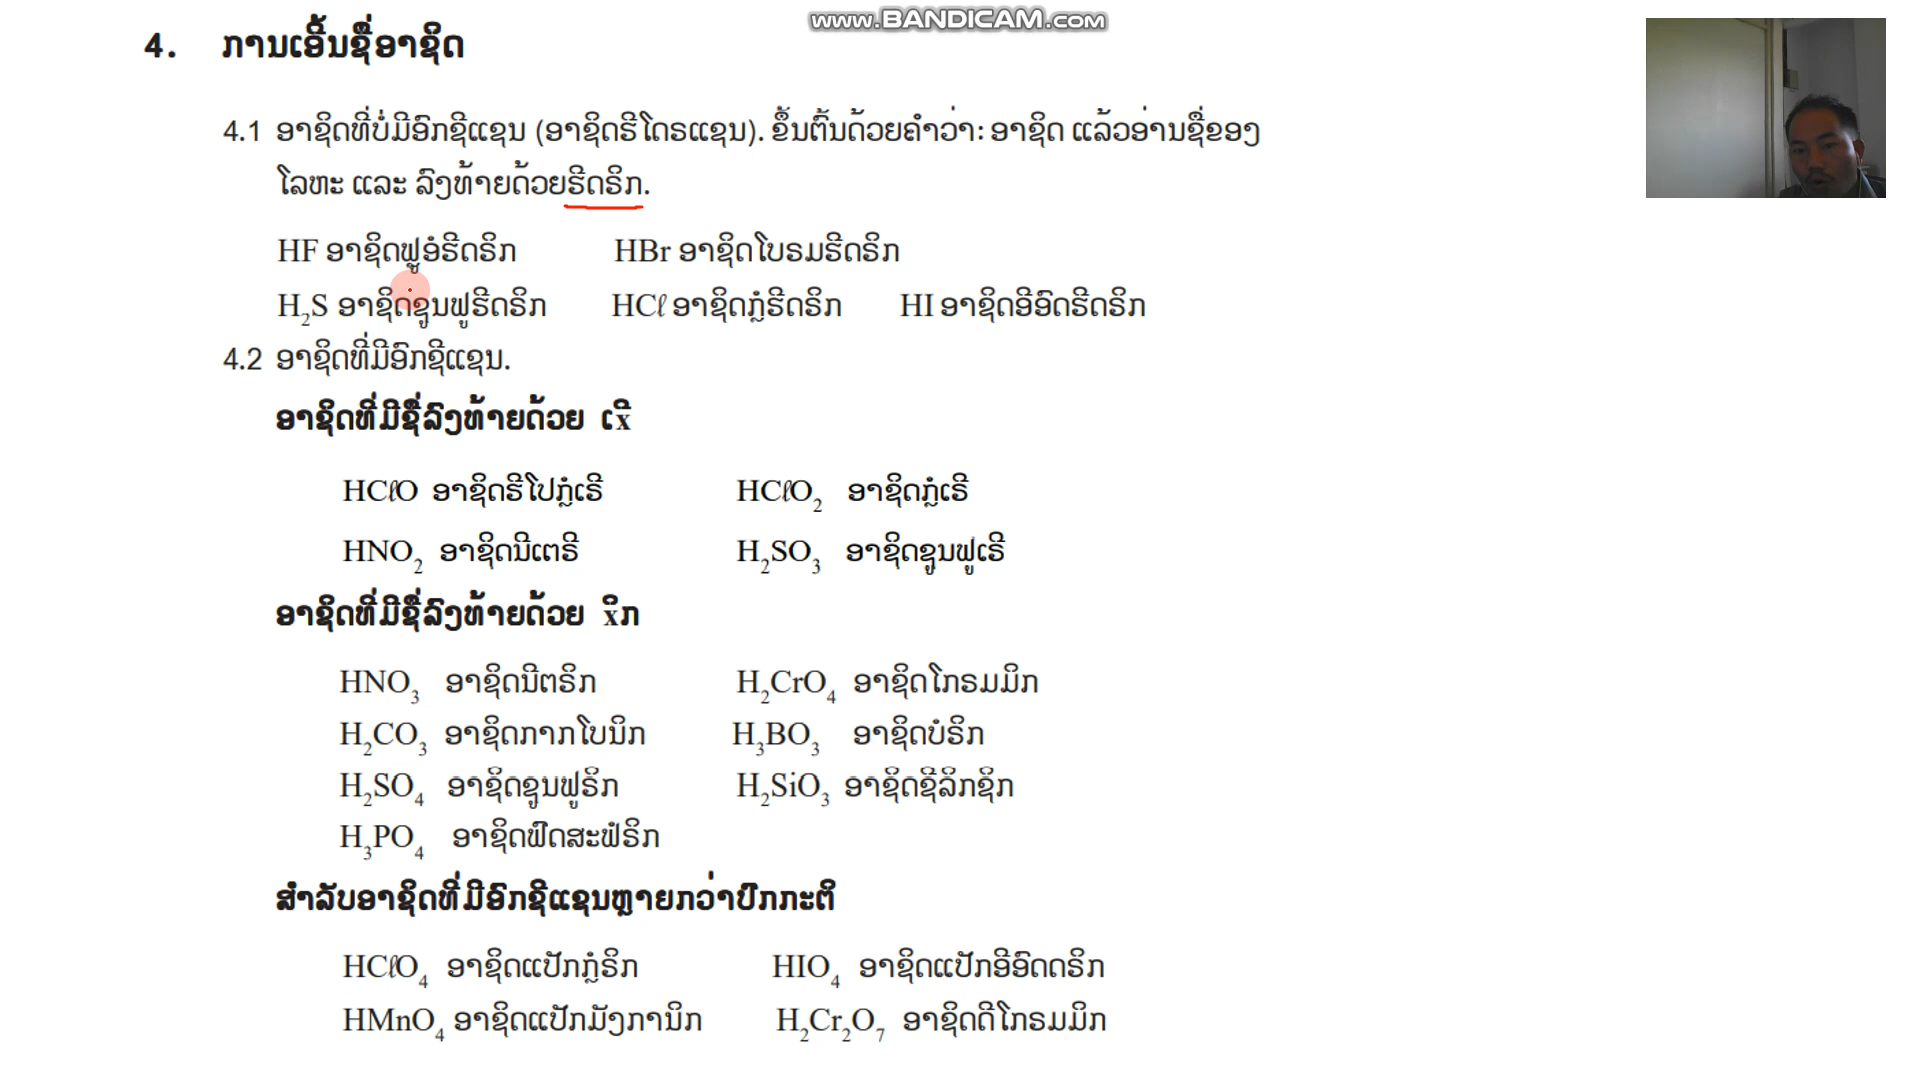 www.BANDICAM.com
4. ການເອີ້ນຊື່ອາຊິດ
4.1 ອາຊິດທີ່ບໍ່ມີອົກຊີແຊນ (ອາຊິດຮີໂດຣແຊນ). ຂຶ້ນຕົ້ນດ້ວຍຄຳວ່າ: ອາຊິດ ແລ້ວອ່ານຊື່ຂອງ
ໂລຫະ ແລະ ລົງທ້າຍດ້ວຍຮີດຣິກ.
HF ອາຊິດຟູອໍຮີດຣິກ HBr ອາຊິດໂບຣມຮີດຣິກ
H₂S ອາຊິດຊູນຟູຮີດຣິກ HCℓ ອາຊິດກຼໍຮີດຣິກ HI ອາຊິດອີອົດຮີດຣິກ
4.2 ອາຊິດທີ່ມີອົກຊີແຊນ.
ອາຊິດທີ່ມີຊື່ລົງທ້າຍດ້ວຍ ເxີ
HCℓO ອາຊິດຮີໂປກຼໍເຣີ HCℓO₂ ອາຊິດກຼໍເຣີ
HNO₂ ອາຊິດນີເຕຣີ H₂SO₃ ອາຊິດຊູນຟູເຣີ
ອາຊິດທີ່ມີຊື່ລົງທ້າຍດ້ວຍ xິກ
HNO₃ ອາຊິດນີຕຣິກ H₂CrO₄ ອາຊິດໂກຣມມິກ
H₂CO₃ ອາຊິດກາກໂບນິກ H₃BO₃ ອາຊິດບໍຣິກ
H₂SO₄ ອາຊິດຊູນຟູຣິກ H₂SiO₃ ອາຊິດຊີລິກຊິກ
H₃PO₄ ອາຊິດຟົດສະຟໍຣິກ
ສຳລັບອາຊິດທີ່ມີອົກຊີແຊນຫຼາຍກວ່າປົກກະຕິ
HCℓO₄ ອາຊິດແປັກກຼໍຣິກ HIO₄ ອາຊິດແປັກອີອົດດຣິກ
HMnO₄ ອາຊິດແປັກມັງການິກ H₂Cr₂O₇ ອາຊິດດີໂກຣມມິກ